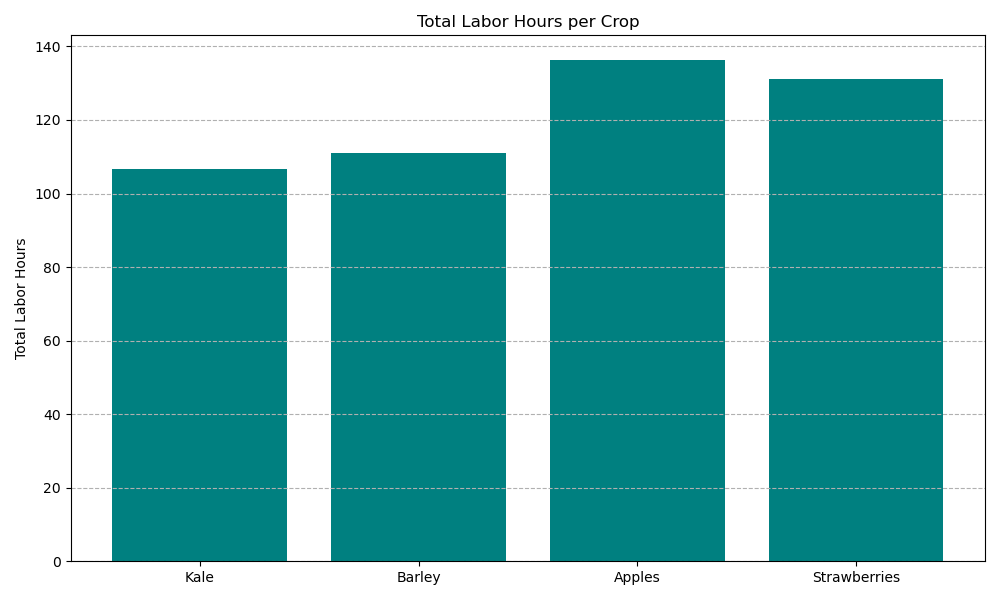 Total Labor Hours per Crop
Total Labor Hours
140
120
100
80
60
40
20
0
Kale
Barley
Apples
Strawberries